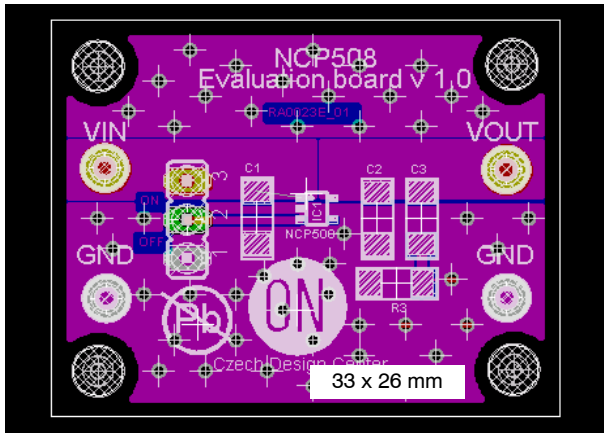 NCP508
Evaluation board v 1.0
RA0023E_01
VIN
VOUT
C1
C2
C3
3
ON
2
IC1
OFF
NCP508
GND
1
GND
R3
Pb
ON
Czech Design Center
33 x 26 mm